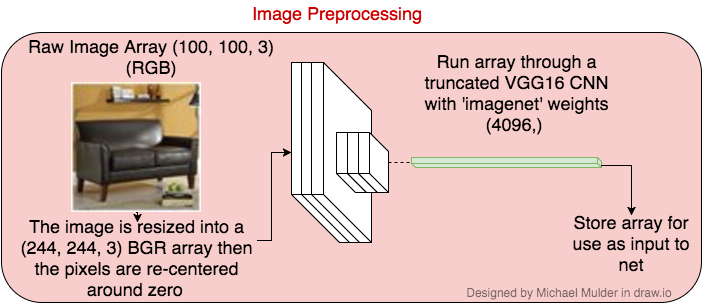 Image Preprocessing
Raw Image Array (100, 100, 3)
(RGB)
The image is resized into a
(244, 244, 3) BGR array then
the pixels are re-centered
around zero
Run array through a
truncated VGG16 CNN
with 'imagenet' weights
(4096,)
Store array for
use as input to
net
Designed by Michael Mulder in draw.io